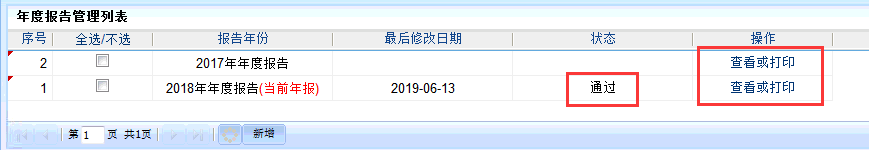 年度报告管理列表
序号 全选/不选 报告年份 最后修改日期 状态 操作
2 2017年年度报告 查看或打印
1 2018年年度报告(当前年报) 2019-06-13 通过 查看或打印
第 1 页 共1页 新增